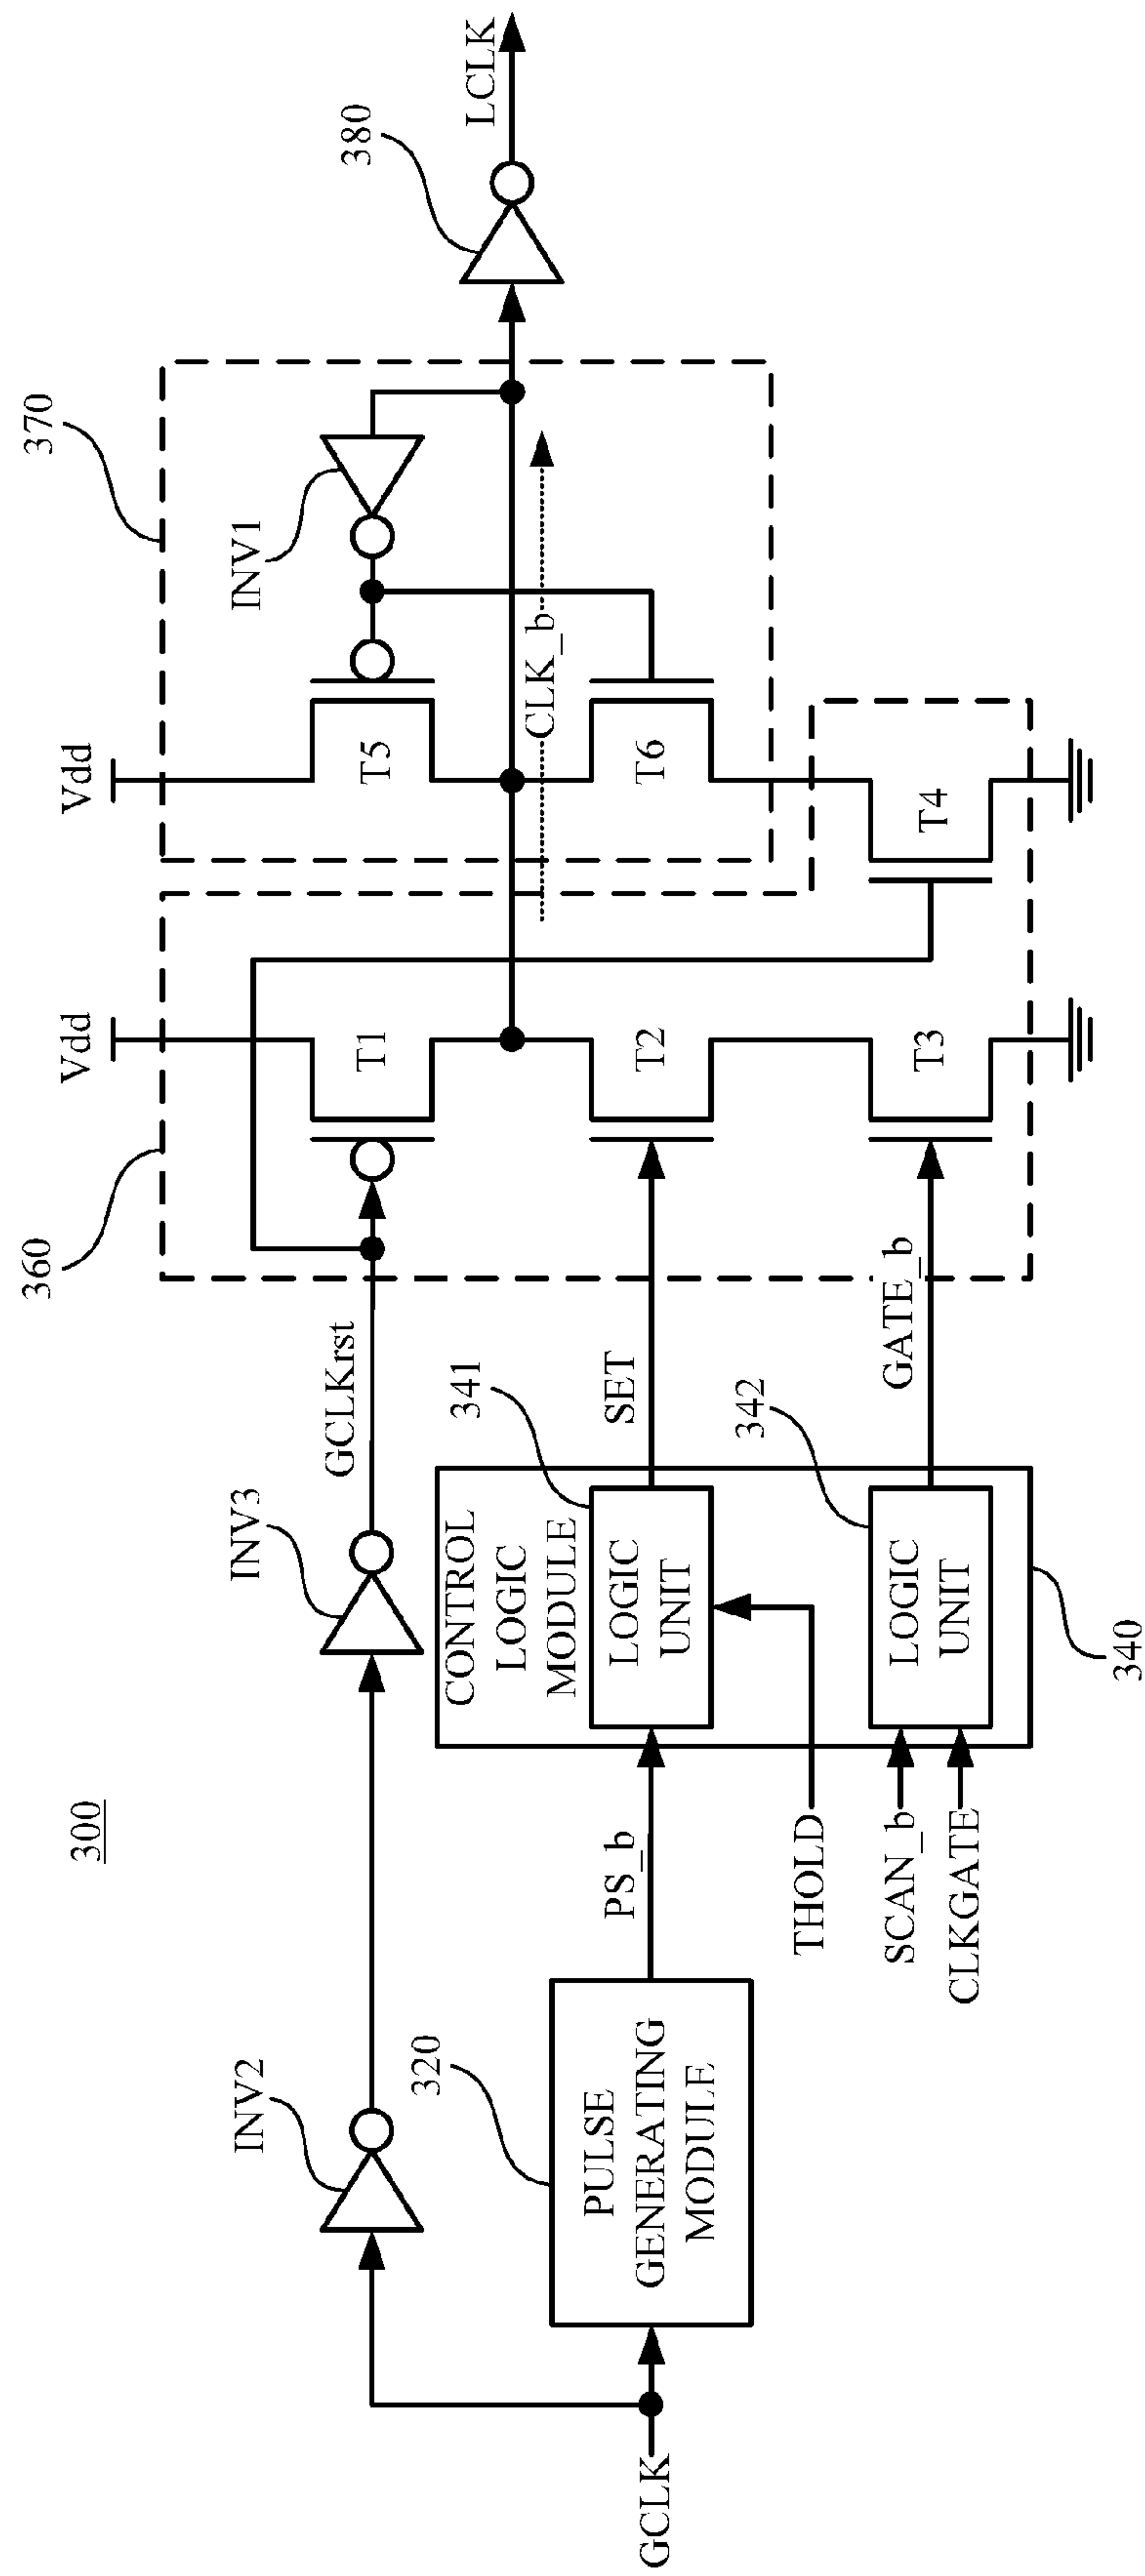 300
GCLK
INV2
320
PULSE
GENERATING
MODULE
PS_b
THOLD
SCAN_b
CLKGATE
INV3
CONTROL
LOGIC
MODULE
LOGIC
UNIT
341
LOGIC
UNIT
342
340
GCLKrst
SET
GATE_b
360
Vdd
T1
T2
T3
T4
Vdd
T5
T6
CLK_b
INV1
370
380
LCLK